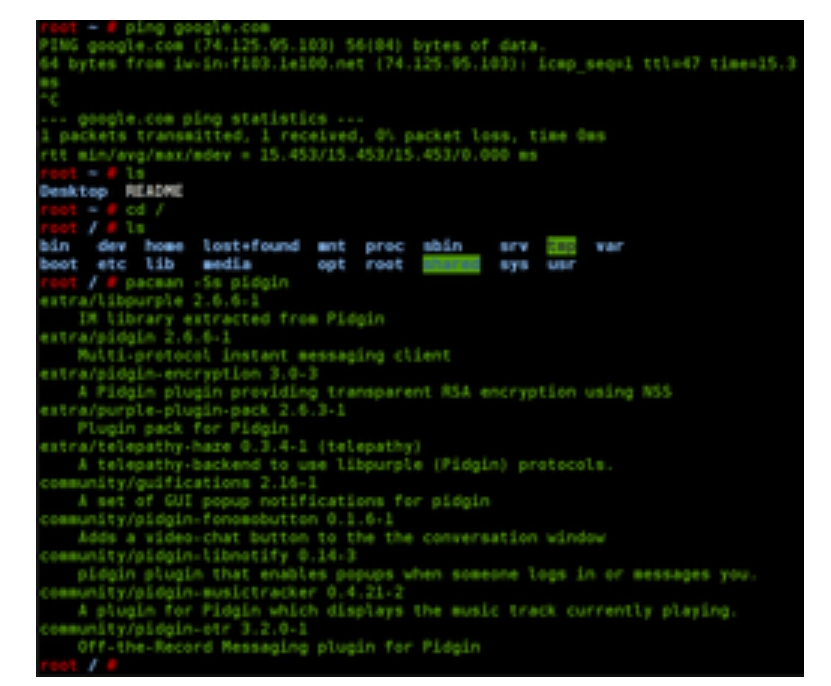 root ~ # ping google.com
PING google.com (74.125.95.103) 56(84) bytes of data.
64 bytes from iw-in-f103.1e100.net (74.125.95.103): icmp_seq=1 ttl=47 time=15.3
ms
^C
--- google.com ping statistics ---
1 packets transmitted, 1 received, 0% packet loss, time 0ms
rtt min/avg/max/mdev = 15.453/15.453/15.453/0.000 ms
root ~ # ls
Desktop README
root ~ # cd /
root / # ls
bin dev home lost+found mnt proc sbin srv tmp var
boot etc lib media opt root shared sys usr
root / # pacman -Ss pidgin
extra/libpurple 2.6.6-1
IM library extracted from Pidgin
extra/pidgin 2.6.6-1
Multi-protocol instant messaging client
extra/pidgin-encryption 3.0-3
A Pidgin plugin providing transparent RSA encryption using NSS
extra/purple-plugin-pack 2.6.3-1
Plugin pack for Pidgin
extra/telepathy-haze 0.3.4-1 (telepathy)
A telepathy-backend to use libpurple (Pidgin) protocols.
community/guifications 2.16-1
A set of GUI popup notifications for pidgin
community/pidgin-fonomobutton 0.1.6-1
Adds a video-chat button to the the conversation window
community/pidgin-libnotify 0.14-3
pidgin plugin that enables popups when someone logs in or messages you.
community/pidgin-musictracker 0.4.21-2
A plugin for Pidgin which displays the music track currently playing.
community/pidgin-otr 3.2.0-1
Off-the-Record Messaging plugin for Pidgin
root / #